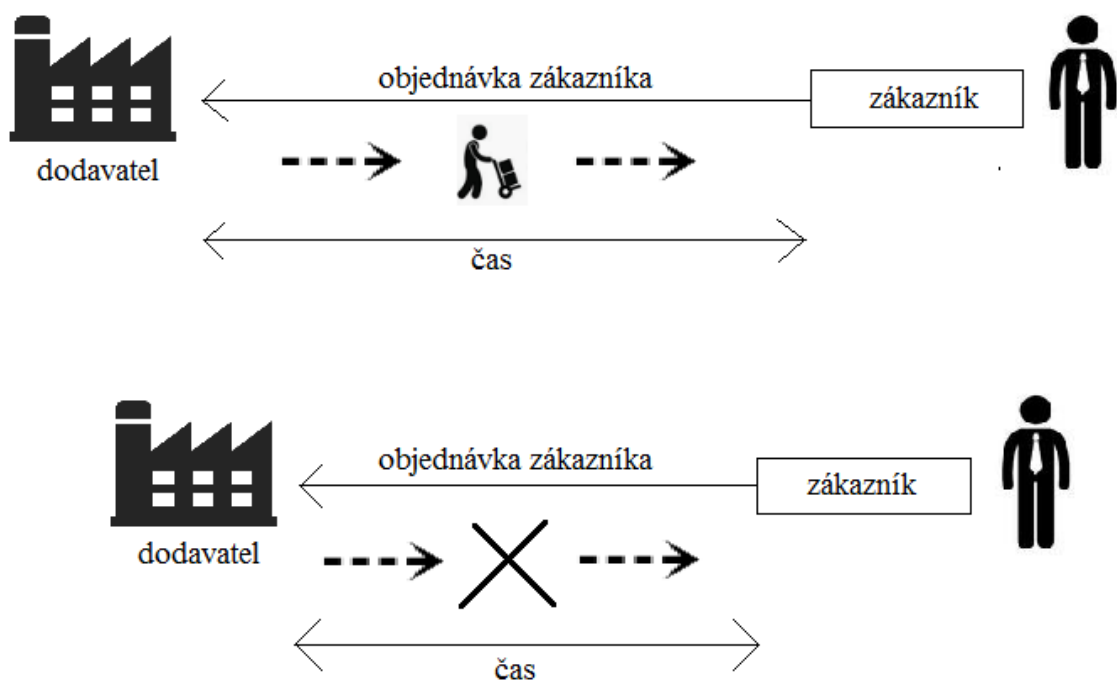 objednávka zákazníka
zákazník
dodavatel
čas
objednávka zákazníka
zákazník
dodavatel
čas